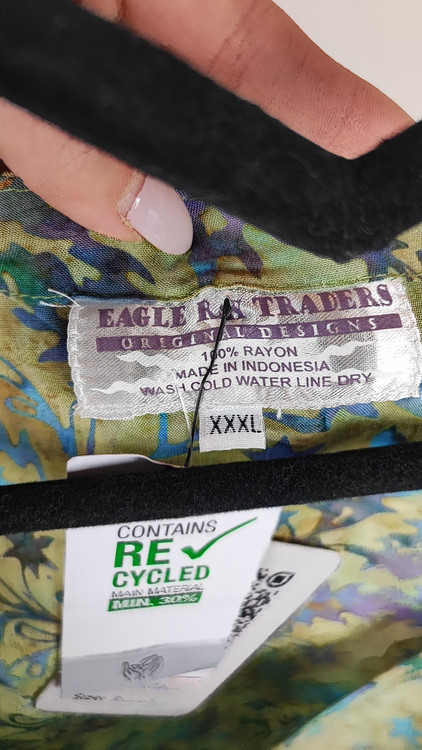 EAGLE ROCK TRADERS
ORIGINAL DESIGNS
100% RAYON
MADE IN INDONESIA
WASH COLD WATER LINE DRY
XXXL
CONTAINS
RE
CYCLED
MAIN MATERIAL
MIN. 30%